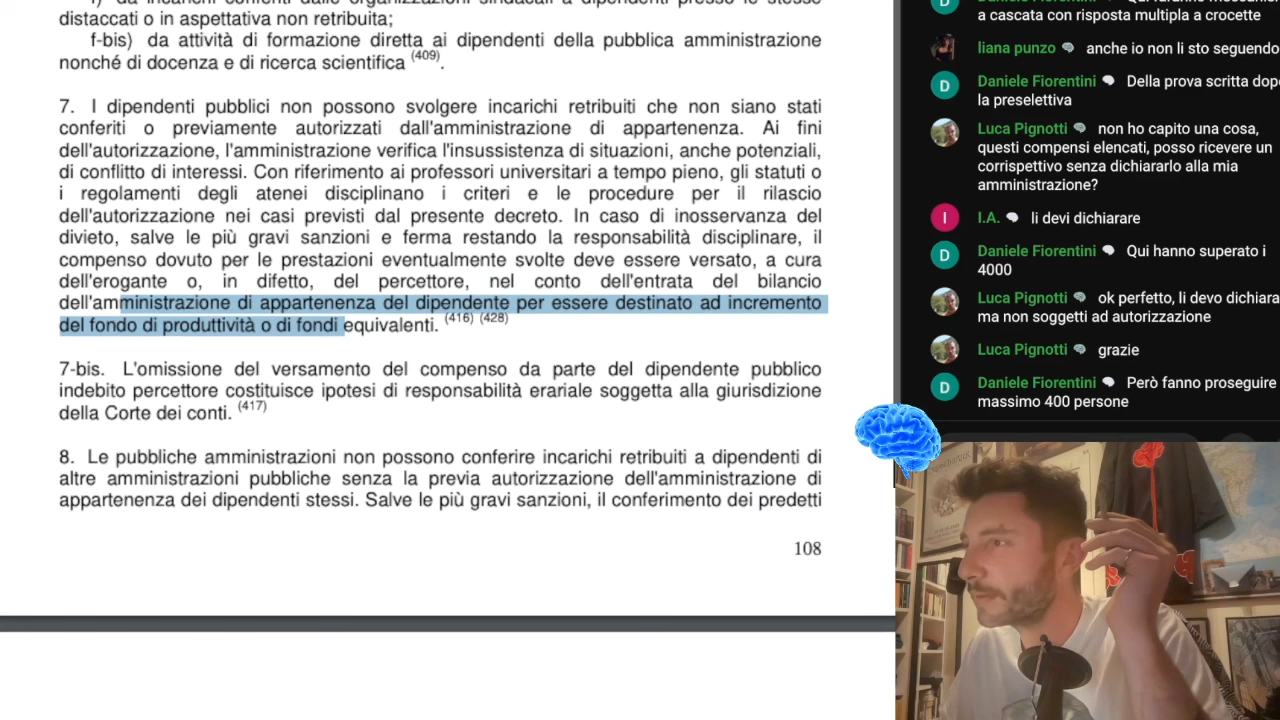 distaccati o in aspettativa non retribuita;
f-bis) da attività di formazione diretta ai dipendenti della pubblica amministrazione
nonché di docenza e di ricerca scientifica (409).
7. I dipendenti pubblici non possono svolgere incarichi retribuiti che non siano stati
conferiti o previamente autorizzati dall'amministrazione di appartenenza. Ai fini
dell'autorizzazione, l'amministrazione verifica l'insussistenza di situazioni, anche potenziali,
di conflitto di interessi. Con riferimento ai professori universitari a tempo pieno, gli statuti o
i regolamenti degli atenei disciplinano i criteri e le procedure per il rilascio
dell'autorizzazione nei casi previsti dal presente decreto. In caso di inosservanza del
divieto, salve le più gravi sanzioni e ferma restando la responsabilità disciplinare, il
compenso dovuto per le prestazioni eventualmente svolte deve essere versato, a cura
dell'erogante o, in difetto, del percettore, nel conto dell'entrata del bilancio
dell'amministrazione di appartenenza del dipendente per essere destinato ad incremento
del fondo di produttività o di fondi equivalenti. (416) (428)
7-bis. L'omissione del versamento del compenso da parte del dipendente pubblico
indebito percettore costituisce ipotesi di responsabilità erariale soggetta alla giurisdizione
della Corte dei conti. (417)
8. Le pubbliche amministrazioni non possono conferire incarichi retribuiti a dipendenti di
altre amministrazioni pubbliche senza la previa autorizzazione dell'amministrazione di
appartenenza dei dipendenti stessi. Salve le più gravi sanzioni, il conferimento dei predetti
108
a cascata con risposta multipla a crocette
liana punzo anche io non li sto seguendo
D Daniele Fiorentini Della prova scritta dop
la preselettiva
Luca Pignotti non ho capito una cosa,
questi compensi elencati, posso ricevere un
corrispettivo senza dichiararlo alla mia
amministrazione?
I I.A. li devi dichiarare
D Daniele Fiorentini Qui hanno superato i
4000
Luca Pignotti ok perfetto, li devo dichiara
ma non soggetti ad autorizzazione
Luca Pignotti grazie
D Daniele Fiorentini Però fanno proseguire
massimo 400 persone